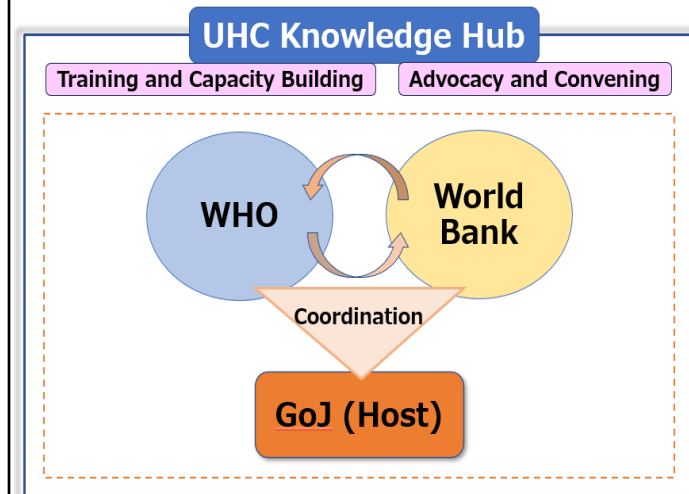 UHC Knowledge Hub
Training and Capacity Building
Advocacy and Convening
WHO
World
Bank
Coordination
GoJ (Host)